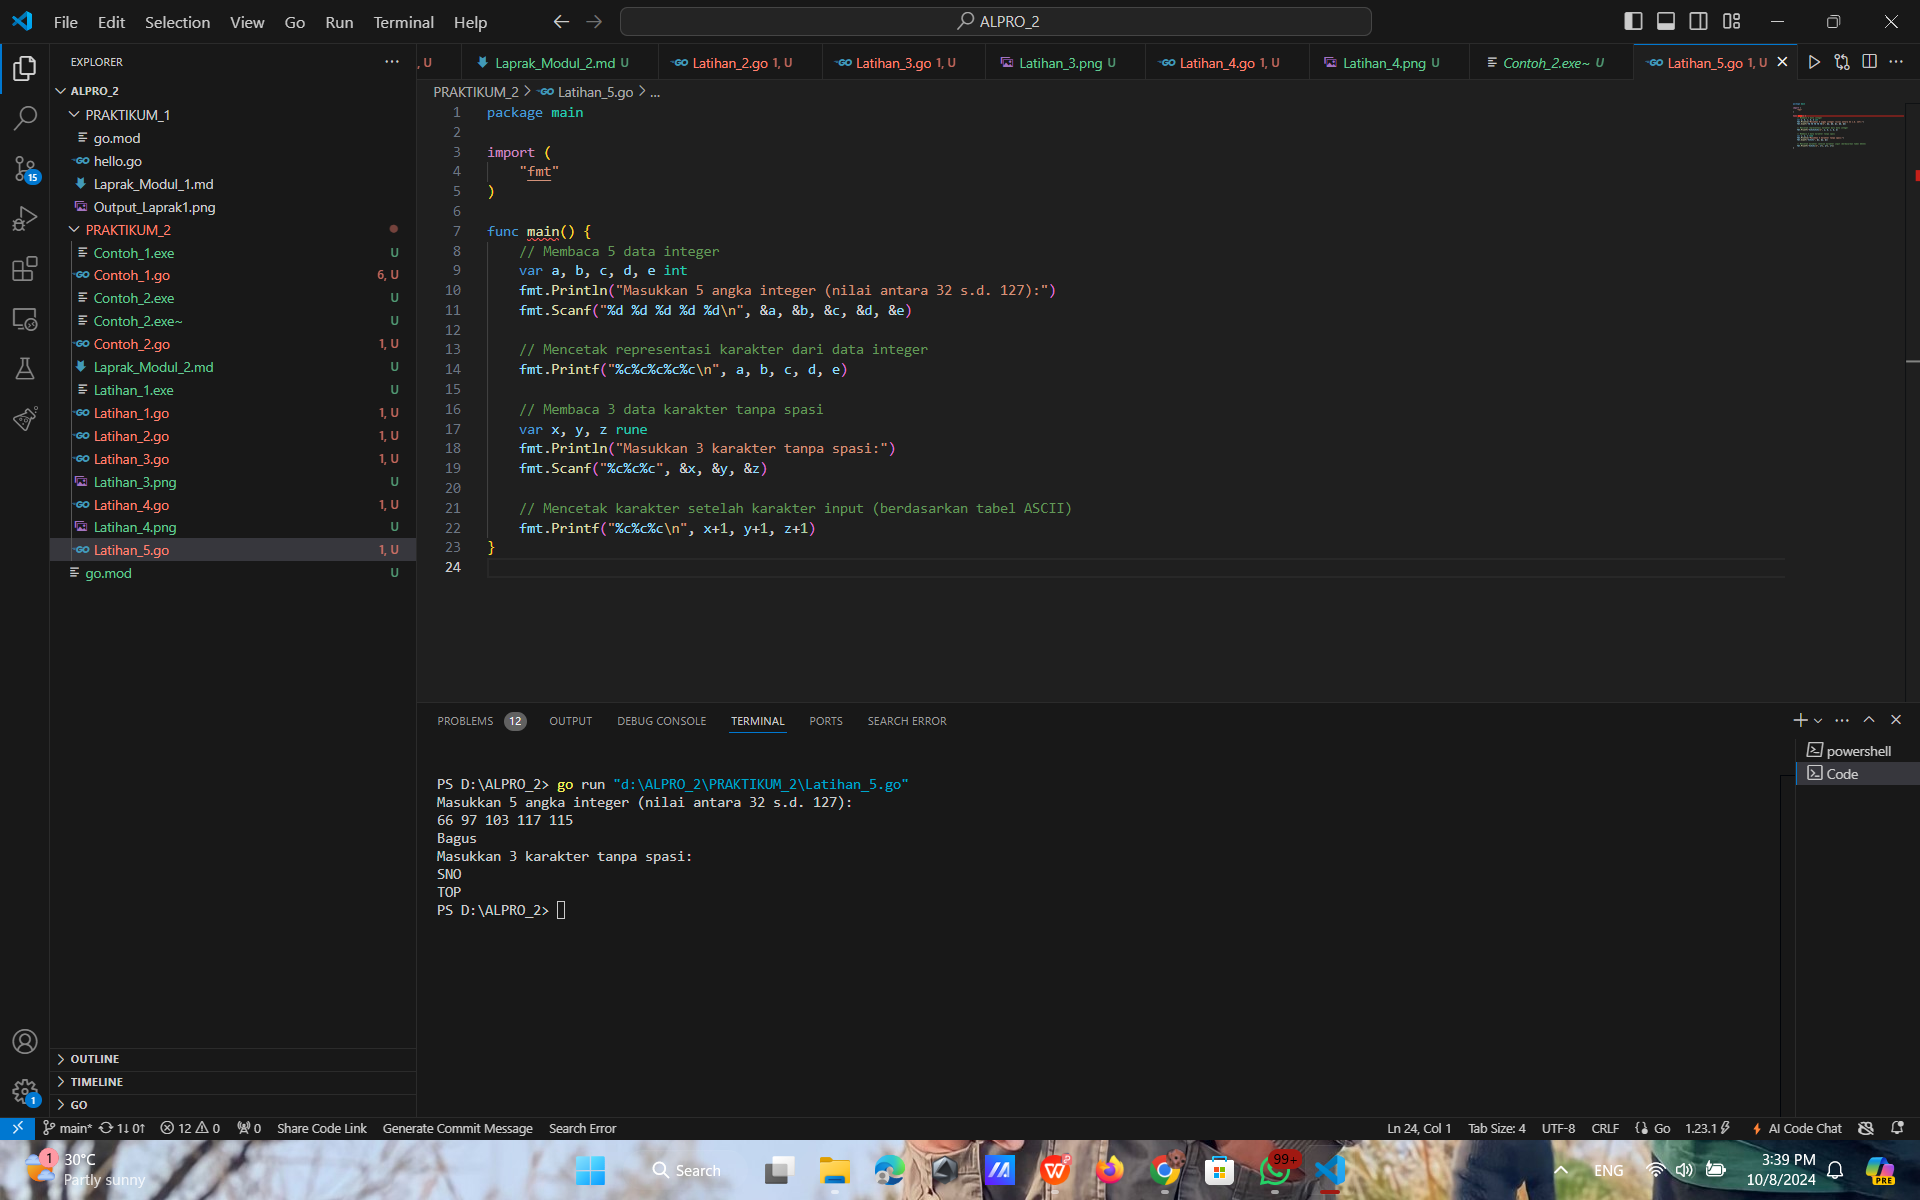 File Edit Selection View Go Run Terminal Help
ALPRO_2
EXPLORER
, U
Laprak_Modul_2.md U
Latihan_2.go 1, U
Latihan_3.go 1, U
Latihan_3.png U
Latihan_4.go 1, U
Latihan_4.png U
Contoh_2.exe~ U
Latihan_5.go 1, U
ALPRO_2
PRAKTIKUM_1
go.mod
hello.go
Laprak_Modul_1.md
Output_Laprak1.png
PRAKTIKUM_2
Contoh_1.exe U
Contoh_1.go 6, U
Contoh_2.exe U
Contoh_2.exe~ U
Contoh_2.go 1, U
Laprak_Modul_2.md U
Latihan_1.exe U
Latihan_1.go 1, U
Latihan_2.go 1, U
Latihan_3.go 1, U
Latihan_3.png U
Latihan_4.go 1, U
Latihan_4.png U
Latihan_5.go 1, U
go.mod U
15
OUTLINE
TIMELINE
GO
1
PRAKTIKUM_2 > Latihan_5.go > ...
1 package main
2
3 import (
4 "fmt"
5 )
6
7 func main() {
8 // Membaca 5 data integer
9 var a, b, c, d, e int
10 fmt.Println("Masukkan 5 angka integer (nilai antara 32 s.d. 127):")
11 fmt.Scanf("%d %d %d %d %d\n", &a, &b, &c, &d, &e)
12
13 // Mencetak representasi karakter dari data integer
14 fmt.Printf("%c%c%c%c%c\n", a, b, c, d, e)
15
16 // Membaca 3 data karakter tanpa spasi
17 var x, y, z rune
18 fmt.Println("Masukkan 3 karakter tanpa spasi:")
19 fmt.Scanf("%c%c%c", &x, &y, &z)
20
21 // Mencetak karakter setelah karakter input (berdasarkan tabel ASCII)
22 fmt.Printf("%c%c%c\n", x+1, y+1, z+1)
23 }
24
PROBLEMS 12 OUTPUT DEBUG CONSOLE TERMINAL PORTS SEARCH ERROR
powershell
Code
PS D:\ALPRO_2> go run "d:\ALPRO_2\PRAKTIKUM_2\Latihan_5.go"
Masukkan 5 angka integer (nilai antara 32 s.d. 127):
66 97 103 117 115
Bagus
Masukkan 3 karakter tanpa spasi:
SNO
TOP
PS D:\ALPRO_2>
main* 1↓ 0↑ 12 0 0 Share Code Link Generate Commit Message Search Error
Ln 24, Col 1 Tab Size: 4 UTF-8 CRLF Go 1.23.1 AI Code Chat
1
30°C
Partly sunny
Search
99+
ENG
3:39 PM
10/8/2024
PRE